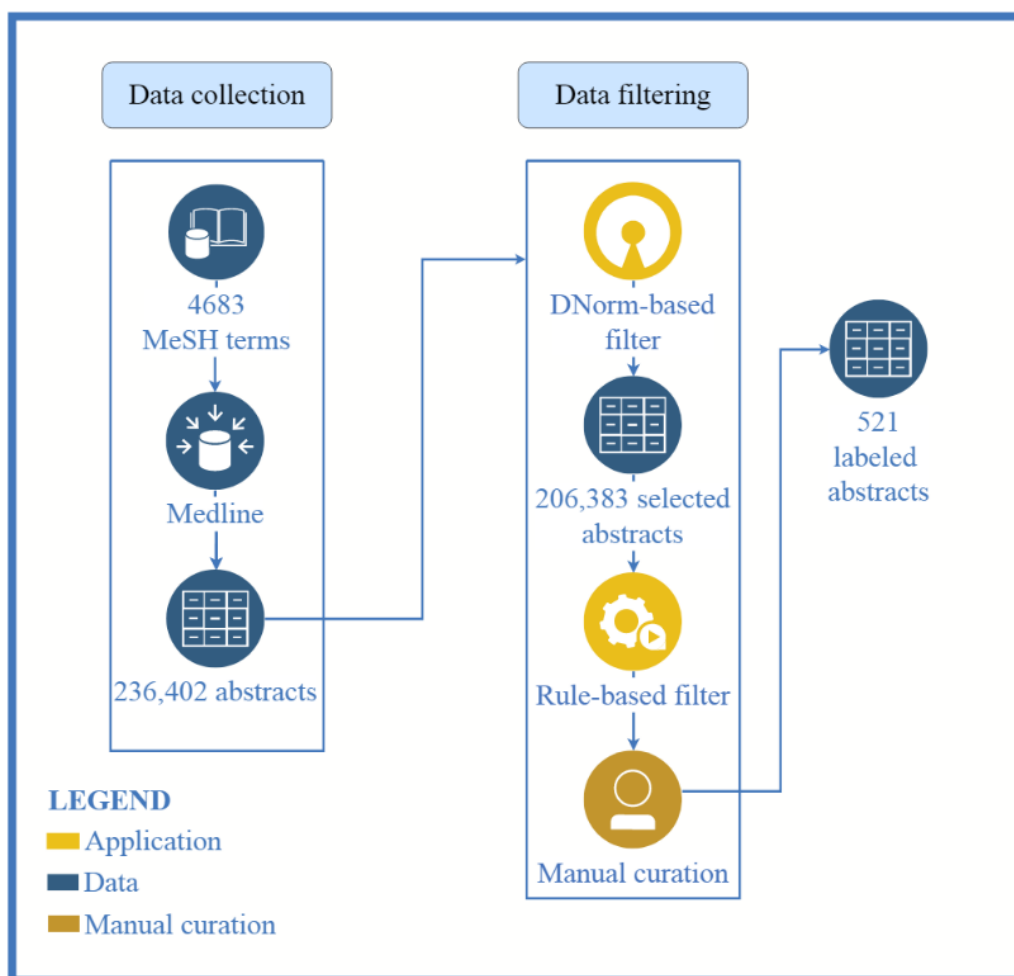 Data collection
4683
MeSH terms
Medline
236,402 abstracts
Data filtering
DNorm-based
filter
206,383 selected
abstracts
Rule-based filter
Manual curation
521
labeled
abstracts
LEGEND
Application
Data
Manual curation